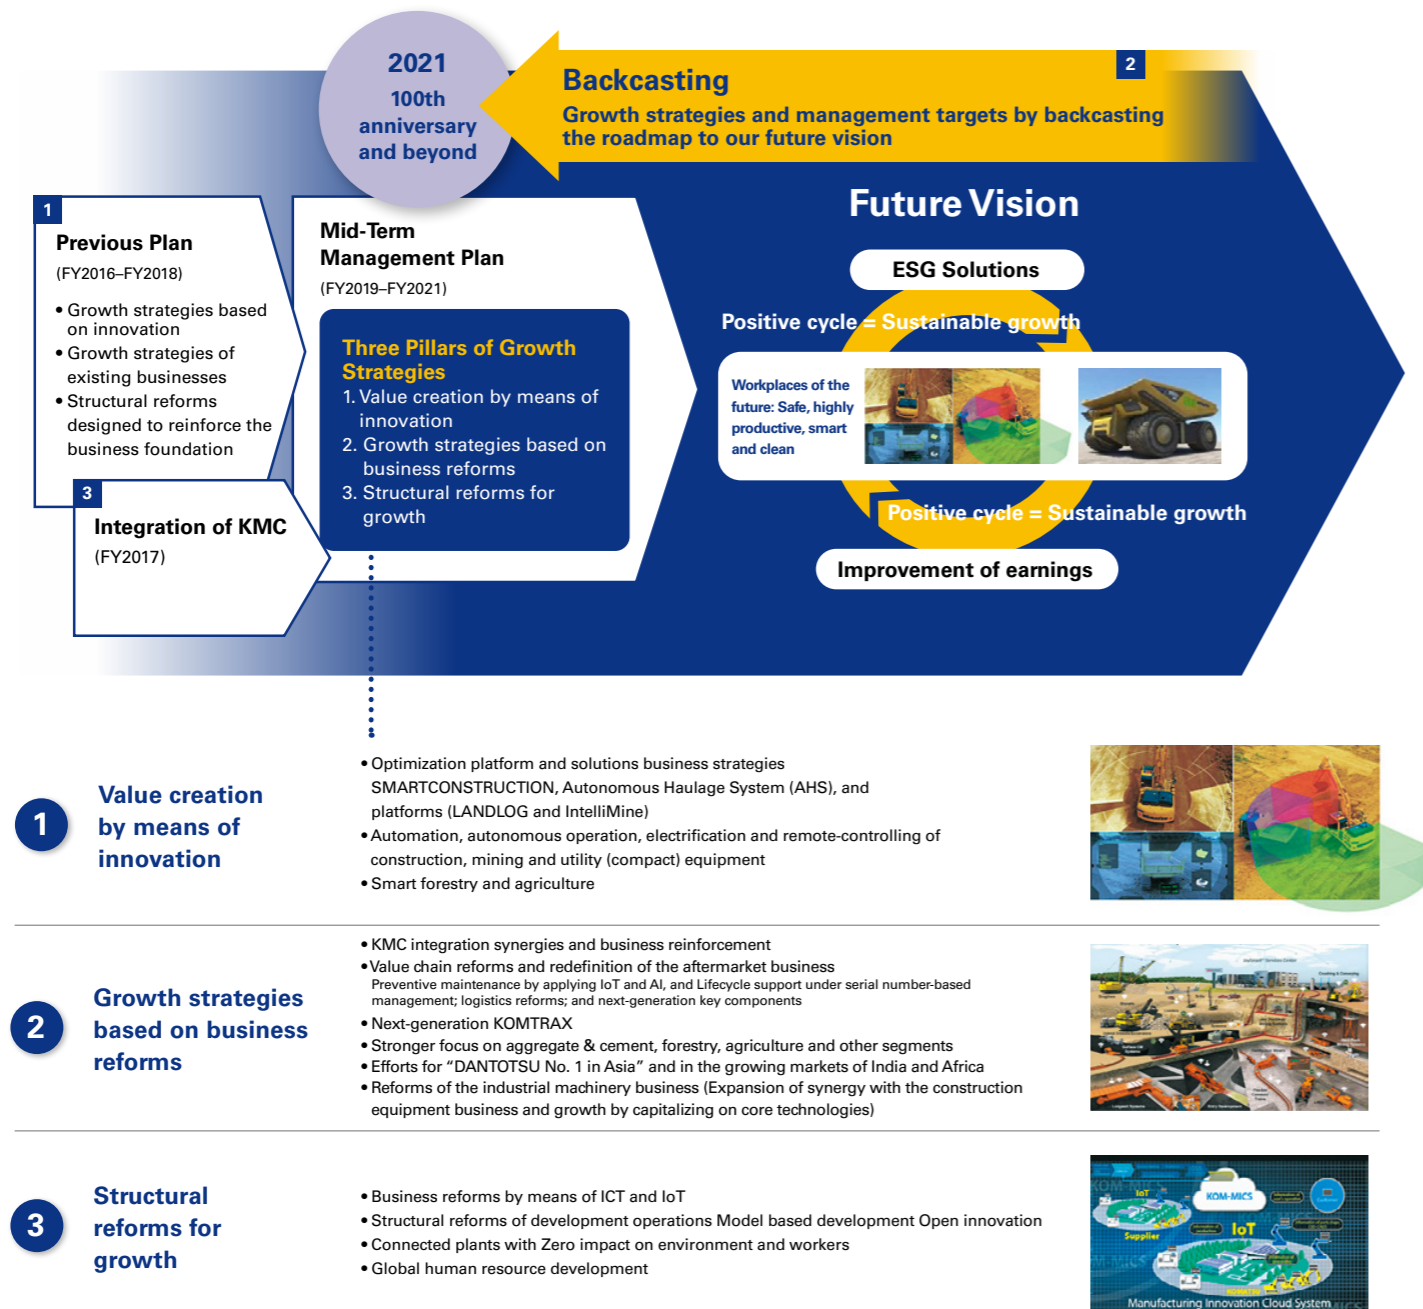 2021
100th
anniversary
and beyond
Backcasting
2
Growth strategies and management targets by backcasting
the roadmap to our future vision
1
Previous Plan
(FY2016–FY2018)
• Growth strategies based
on innovation
• Growth strategies of
existing businesses
• Structural reforms
designed to reinforce the
business foundation
3
Integration of KMC
(FY2017)
Mid-Term
Management Plan
(FY2019–FY2021)
Three Pillars of Growth
Strategies
1. Value creation by means of
innovation
2. Growth strategies based on
business reforms
3. Structural reforms for
growth
Future Vision
ESG Solutions
Positive cycle = Sustainable growth
Workplaces of the
future: Safe, highly
productive, smart
and clean
Positive cycle = Sustainable growth
Improvement of earnings
1
Value creation
by means of
innovation
• Optimization platform and solutions business strategies
SMARTCONSTRUCTION, Autonomous Haulage System (AHS), and
platforms (LANDLOG and IntelliMine)
• Automation, autonomous operation, electrification and remote-controlling of
construction, mining and utility (compact) equipment
• Smart forestry and agriculture
2
Growth strategies
based on business
reforms
• KMC integration synergies and business reinforcement
• Value chain reforms and redefinition of the aftermarket business
Preventive maintenance by applying IoT and AI, and Lifecycle support under serial number-based
management; logistics reforms; and next-generation key components
• Next-generation KOMTRAX
• Stronger focus on aggregate & cement, forestry, agriculture and other segments
• Efforts for “DANTOTSU No. 1 in Asia” and in the growing markets of India and Africa
• Reforms of the industrial machinery business (Expansion of synergy with the construction
equipment business and growth by capitalizing on core technologies)
3
Structural
reforms for
growth
• Business reforms by means of ICT and IoT
• Structural reforms of development operations Model based development Open innovation
• Connected plants with Zero impact on environment and workers
• Global human resource development
KOM-MICS
IoT
Supplier
IoT
KOMATSU
Manufacturing Innovation Cloud System